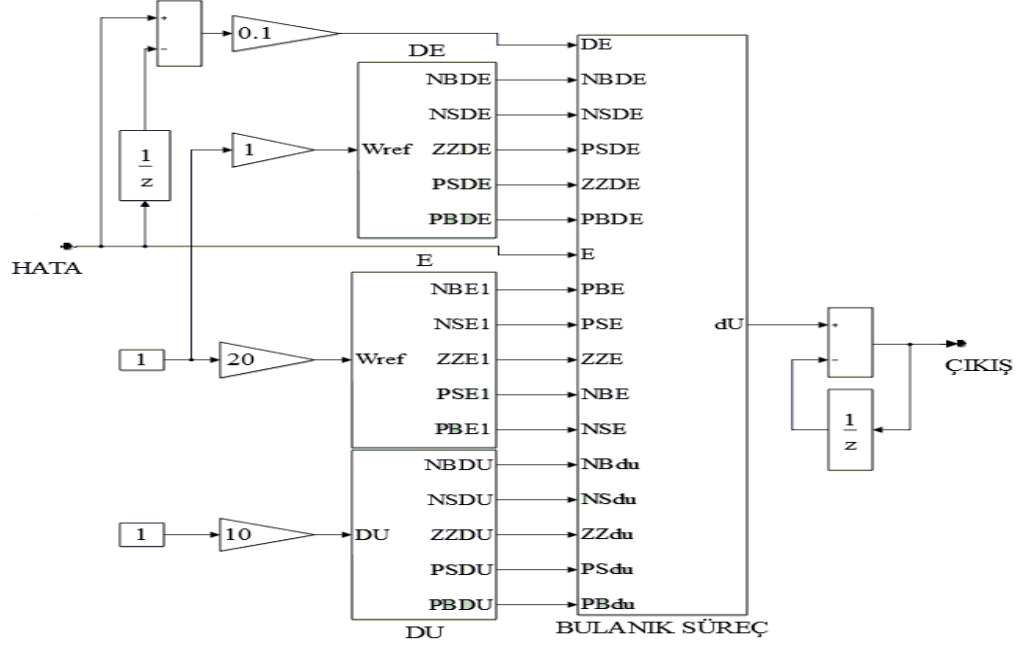 +
−
0.1
DE
DE
NBDE
NBDE
NSDE
NSDE
1
z
1
Wref
ZZDE
PSDE
PSDE
ZZDE
PBDE
PBDE
HATA
E
E
NBE1
PBE
NSE1
PSE
dU
+
−
1
20
Wref
ZZE1
ZZE
ÇIKIŞ
PSE1
NBE
PBE1
NSE
1
z
NBDU
NBdu
NSDU
NSdu
1
10
DU
ZZDU
ZZdu
PSDU
PSdu
PBDU
PBdu
DU
BULANIK SÜREÇ